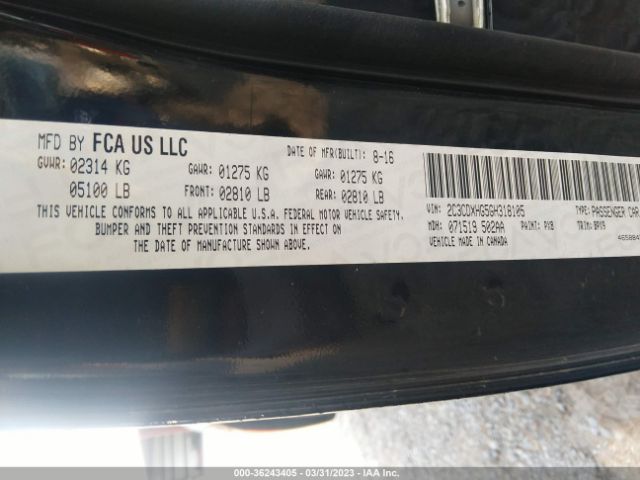 MFD BY FCA US LLC
DATE OF MFR(BUILT): 8-16
GVWR: 02314 KG GAWR: 01275 KG GAWR: 01275 KG
05100 LB FRONT: 02810 LB REAR: 02810 LB
THIS VEHICLE CONFORMS TO ALL APPLICABLE U.S.A. FEDERAL MOTOR VEHICLE SAFETY,
BUMPER AND THEFT PREVENTION STANDARDS IN EFFECT ON
THE DATE OF MANUFACTURE SHOWN ABOVE.
VIN: 2C3CDXHG5GH318105 TYPE: PASSENGER CAR
MDH: 071519 502AA PAINT: PX8 TRIM: BPX9
VEHICLE MADE IN CANADA
000-36243405 - 03/31/2023 - IAA Inc.